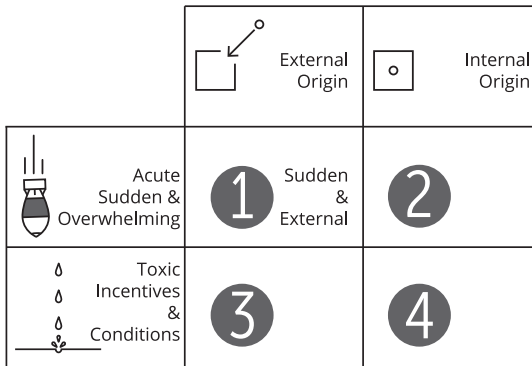 External
Origin
Internal
Origin
Acute
Sudden &
Overwhelming
1
Sudden
&
External
2
Toxic
Incentives
&
Conditions
3
4